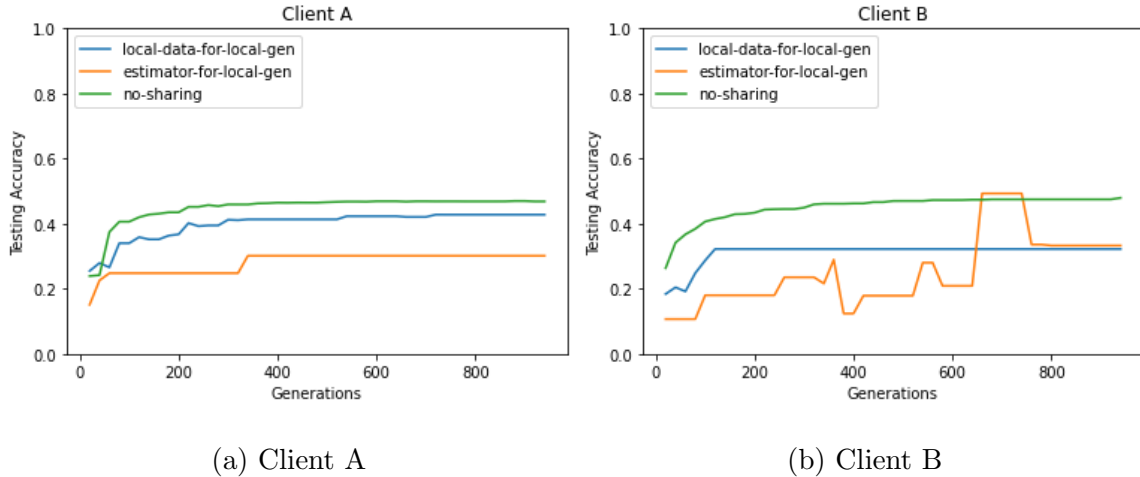 Client A
1.0
0.8
0.6
0.4
0.2
0.0
Testing Accuracy
local-data-for-local-gen
estimator-for-local-gen
no-sharing
0
200
400
600
800
Generations
(a) Client A
Client B
1.0
0.8
0.6
0.4
0.2
0.0
Testing Accuracy
local-data-for-local-gen
estimator-for-local-gen
no-sharing
0
200
400
600
800
Generations
(b) Client B